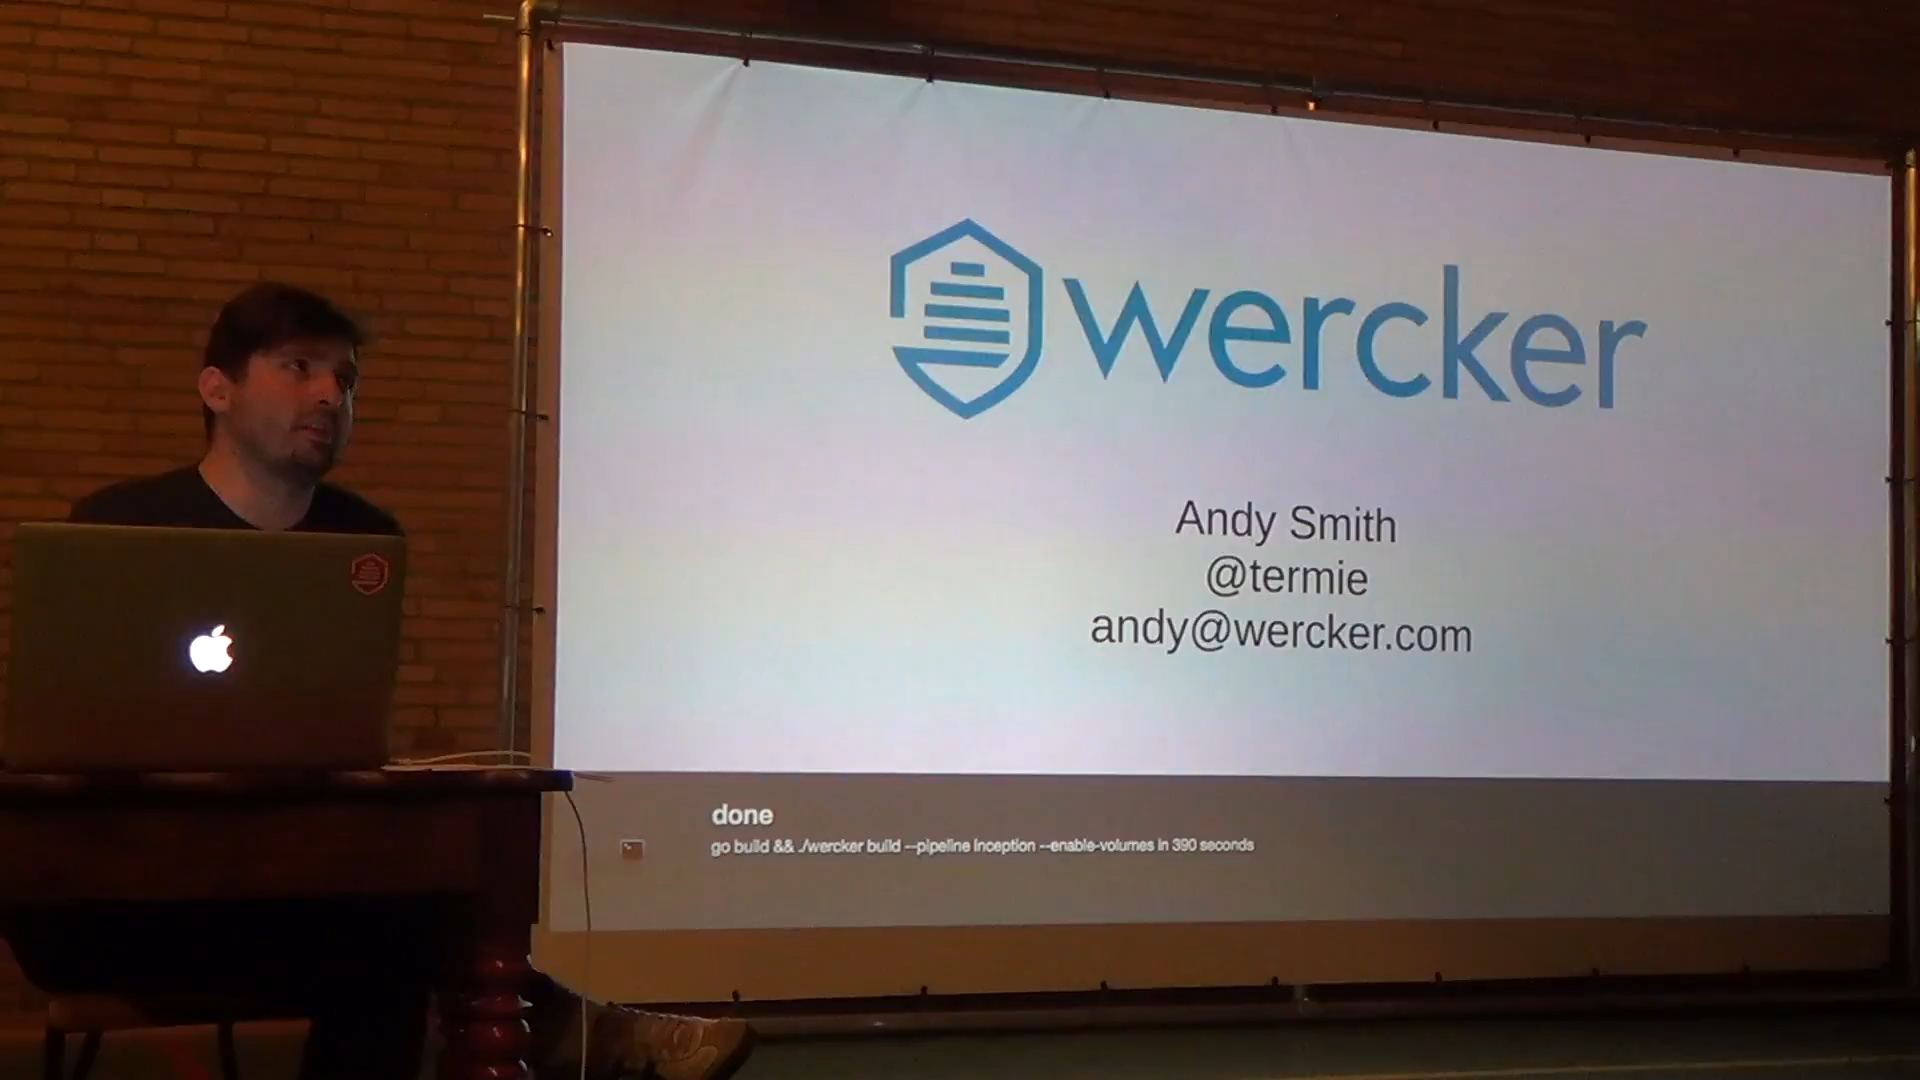 wercker
Andy Smith
@termie
andy@wercker.com
done
go build && ./wercker build --pipeline inception --enable-volumes in 390 seconds